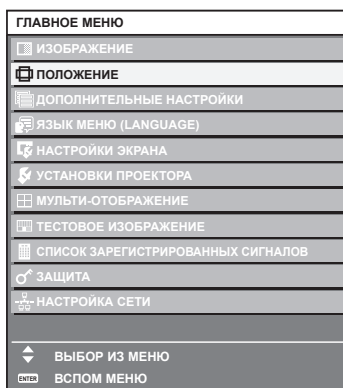 ГЛАВНОЕ МЕНЮ
ИЗОБРАЖЕНИЕ
ПОЛОЖЕНИЕ
ДОПОЛНИТЕЛЬНЫЕ НАСТРОЙКИ
ЯЗЫК МЕНЮ (LANGUAGE)
НАСТРОЙКИ ЭКРАНА
УСТАНОВКИ ПРОЕКТОРА
МУЛЬТИ-ОТОБРАЖЕНИЕ
ТЕСТОВОЕ ИЗОБРАЖЕНИЕ
СПИСОК ЗАРЕГИСТРИРОВАННЫХ СИГНАЛОВ
ЗАЩИТА
НАСТРОЙКА СЕТИ
ВЫБОР ИЗ МЕНЮ
ENTER ВСПОМ МЕНЮ